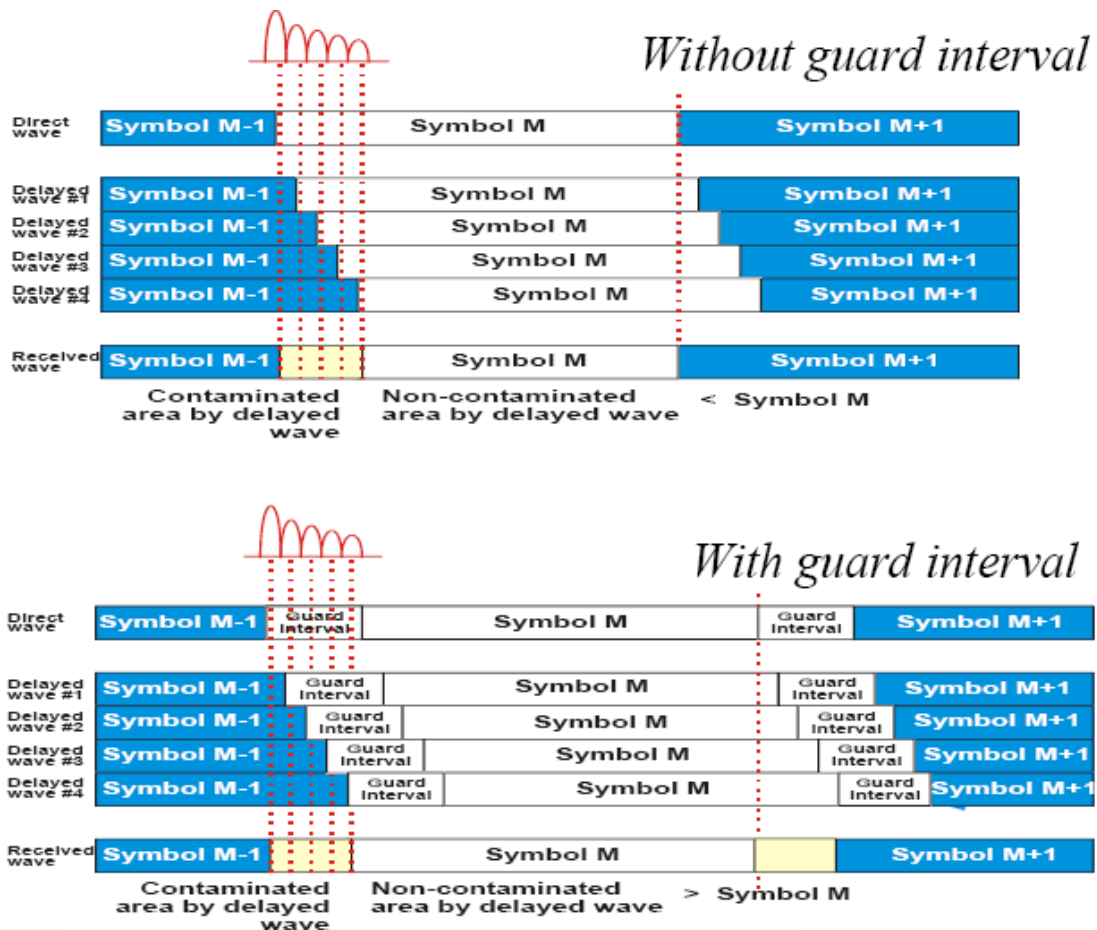 Without guard interval
Direct
wave
Symbol M-1
Symbol M
Symbol M+1
Delayed
wave #1
Symbol M-1
Symbol M
Symbol M+1
Delayed
wave #2
Symbol M-1
Symbol M
Symbol M+1
Delayed
wave #3
Symbol M-1
Symbol M
Symbol M+1
Delayed
wave #4
Symbol M-1
Symbol M
Symbol M+1
Received
wave
Symbol M-1
Symbol M
Symbol M+1
Contaminated
area by delayed
wave
Non-contaminated
area by delayed wave
< Symbol M
With guard interval
Direct
wave
Symbol M-1
Guard
Interval
Symbol M
Guard
Interval
Symbol M+1
Delayed
wave #1
Symbol M-1
Guard
Interval
Symbol M
Guard
Interval
Symbol M+1
Delayed
wave #2
Symbol M-1
Guard
Interval
Symbol M
Guard
Interval
Symbol M+1
Delayed
wave #3
Symbol M-1
Guard
Interval
Symbol M
Guard
Interval
Symbol M+1
Delayed
wave #4
Symbol M-1
Guard
Interval
Symbol M
Guard
Interval
Symbol M+1
Received
wave
Symbol M-1
Symbol M
Symbol M+1
Contaminated
area by delayed
wave
Non-contaminated
area by delayed wave
> Symbol M